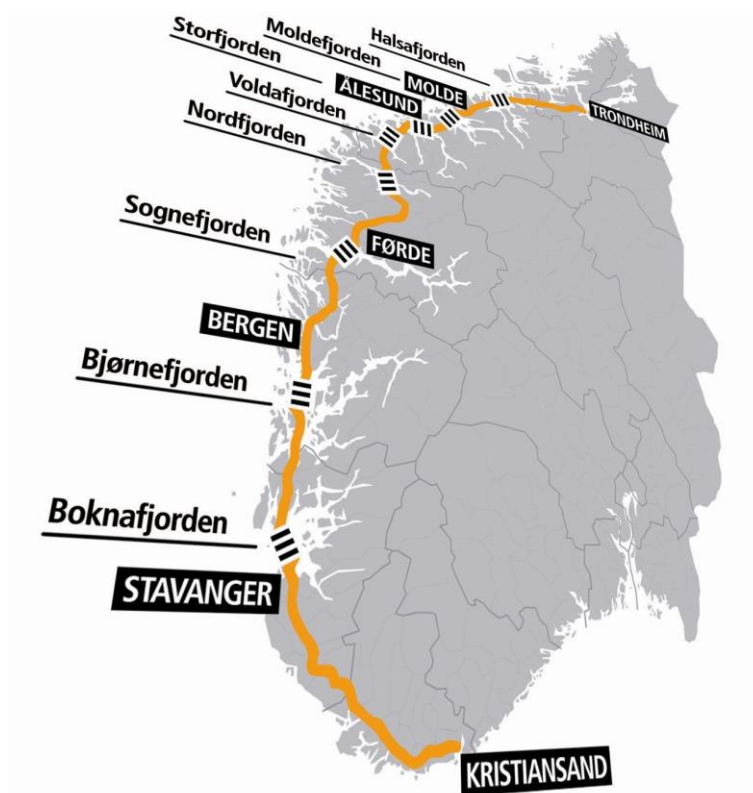 Halsafjorden
Moldefjorden
Storfjorden
MOLDE
ÅLESUND
Voldafjorden
TRONDHEIM
Nordfjorden
Sognefjorden
FØRDE
BERGEN
Bjørnefjorden
Boknafjorden
STAVANGER
KRISTIANSAND